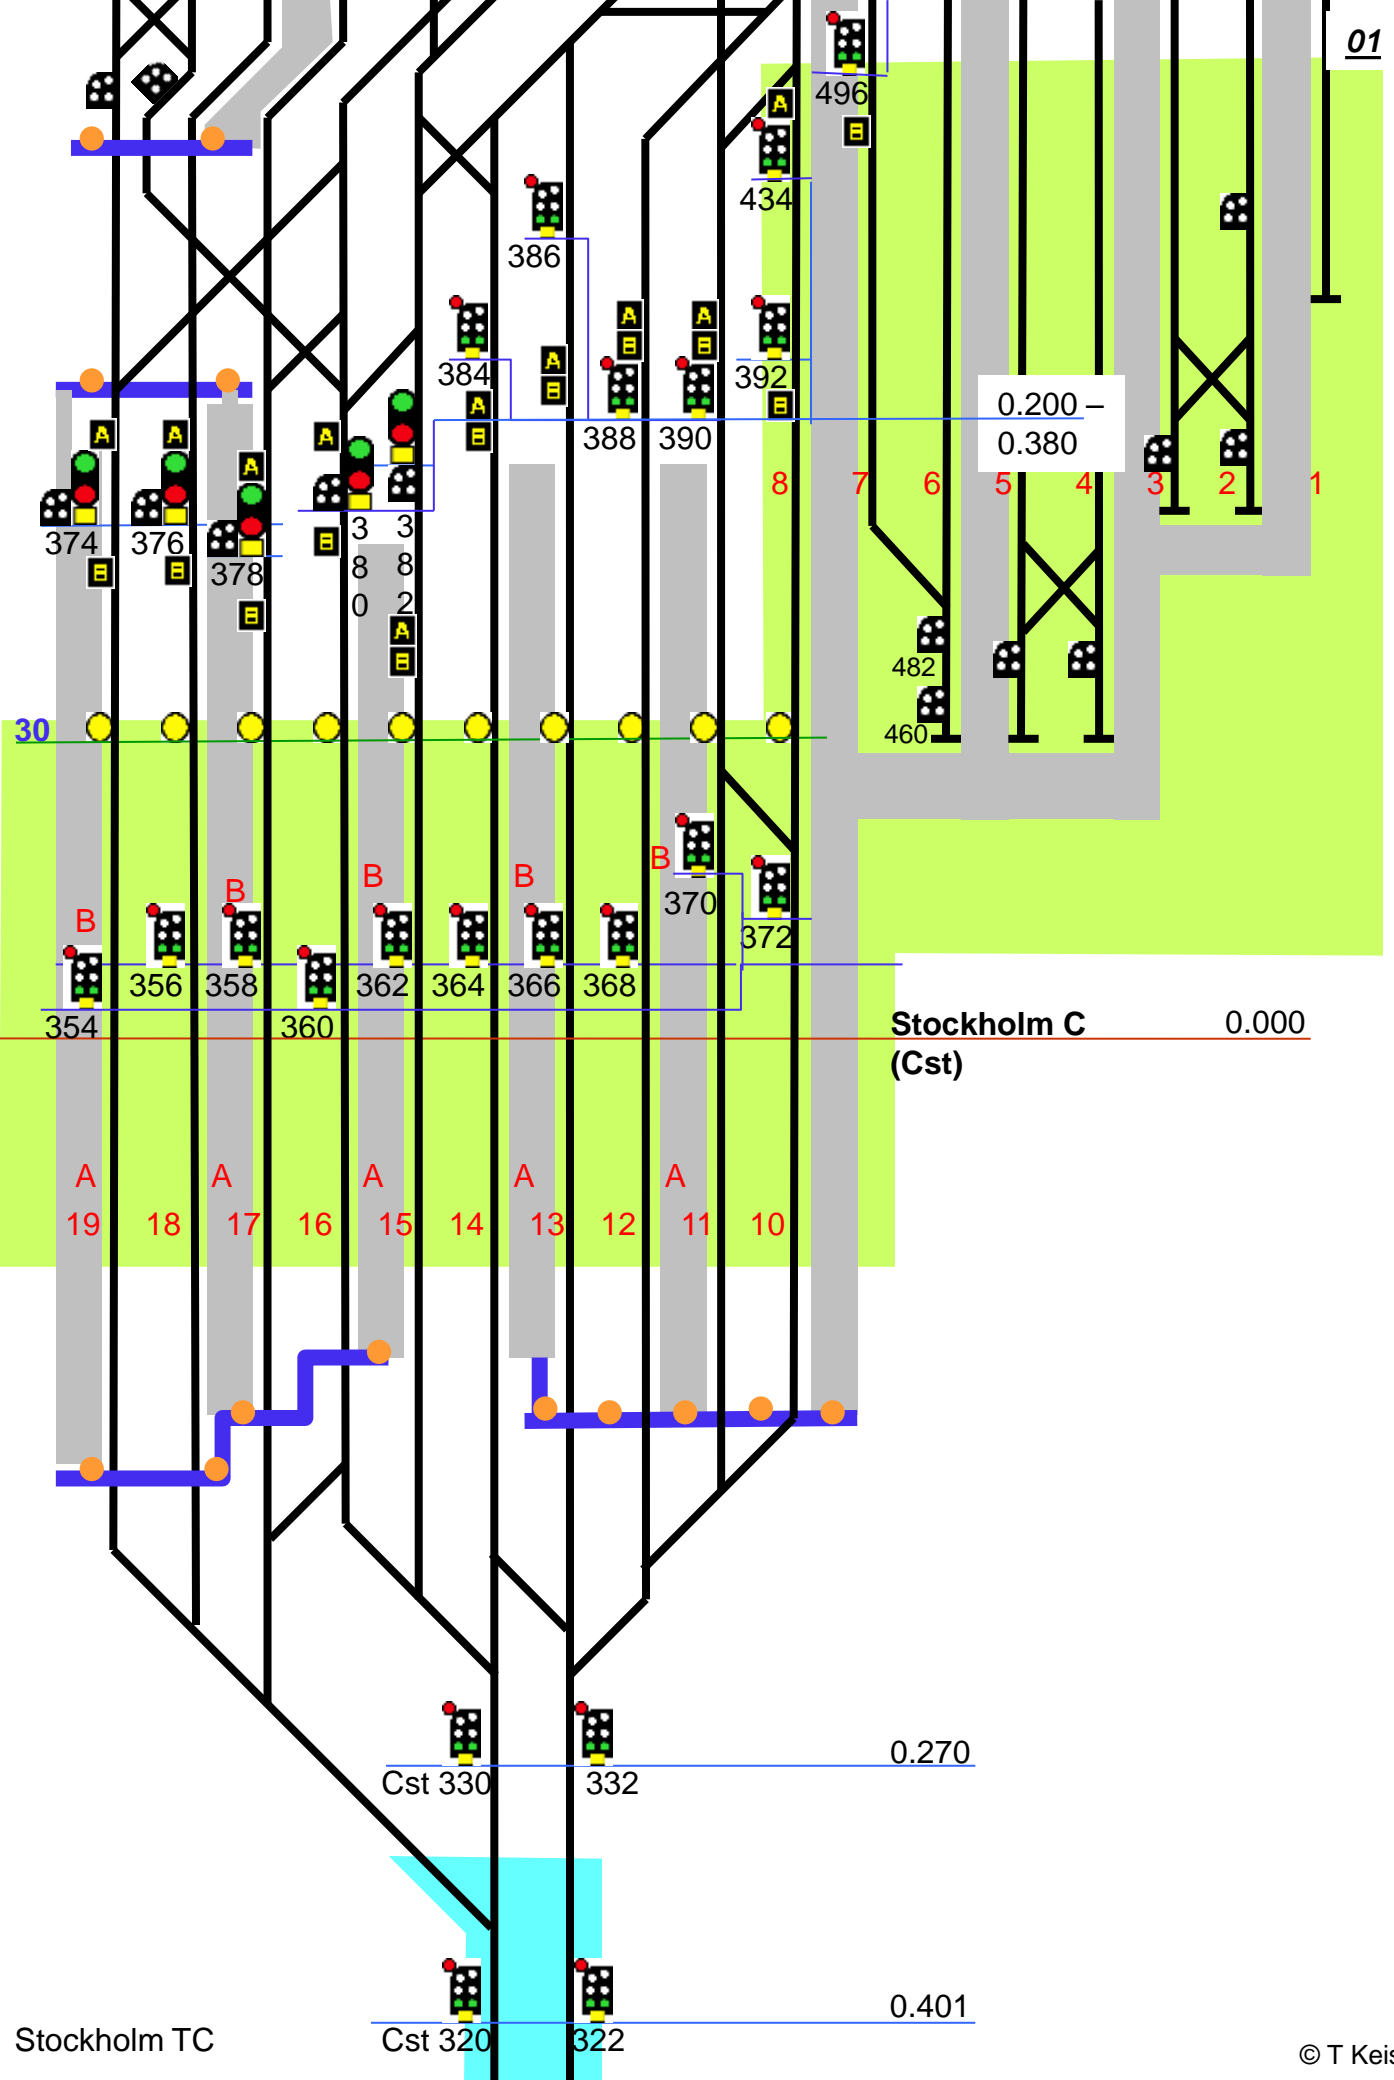 01
496
A
B
434
386
A
B
A
B
A
B
384
A
B
392
B
388
390
0.200 –
0.380
A
A
A
A
374
376
378
B
B
B
B
3
8
0
3
8
2
A
B
8
7
6
5
4
3
2
1
482
460
30
B
B
B
B
B
370
372
356
358
362
364
366
368
354
360
Stockholm C
0.000
(Cst)
A
A
A
A
A
19
18
17
16
15
14
13
12
11
10
0.270
Cst 330
332
0.401
Stockholm TC
Cst 320
322
© T Keis